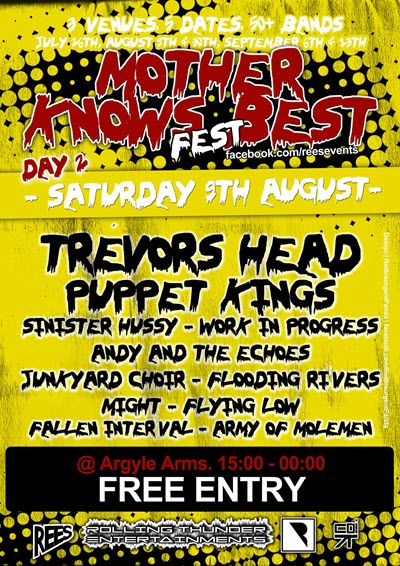 3 VENUES, 5 DATES, 50+ BANDS
JULY 26TH, AUGUST 9TH & 30TH, SEPTEMBER 6TH & 13TH
MOTHER
KNOWS BEST
FEST
facebook.com/reesevents
DAY 2
- SATURDAY 9TH AUGUST-
TREVORS HEAD
PUPPET KINGS
SINISTER HUSSY - WORK IN PROGRESS
ANDY AND THE ECHOES
JUNKYARD CHOIR - FLOODING RIVERS
MIGHT - FLYING LOW
FALLEN INTERVAL - ARMY OF MOLEMEN
@ Argyle Arms. 15:00 - 00:00
FREE ENTRY
REES
ROLLING THUNDER
ENTERTAINMENTS